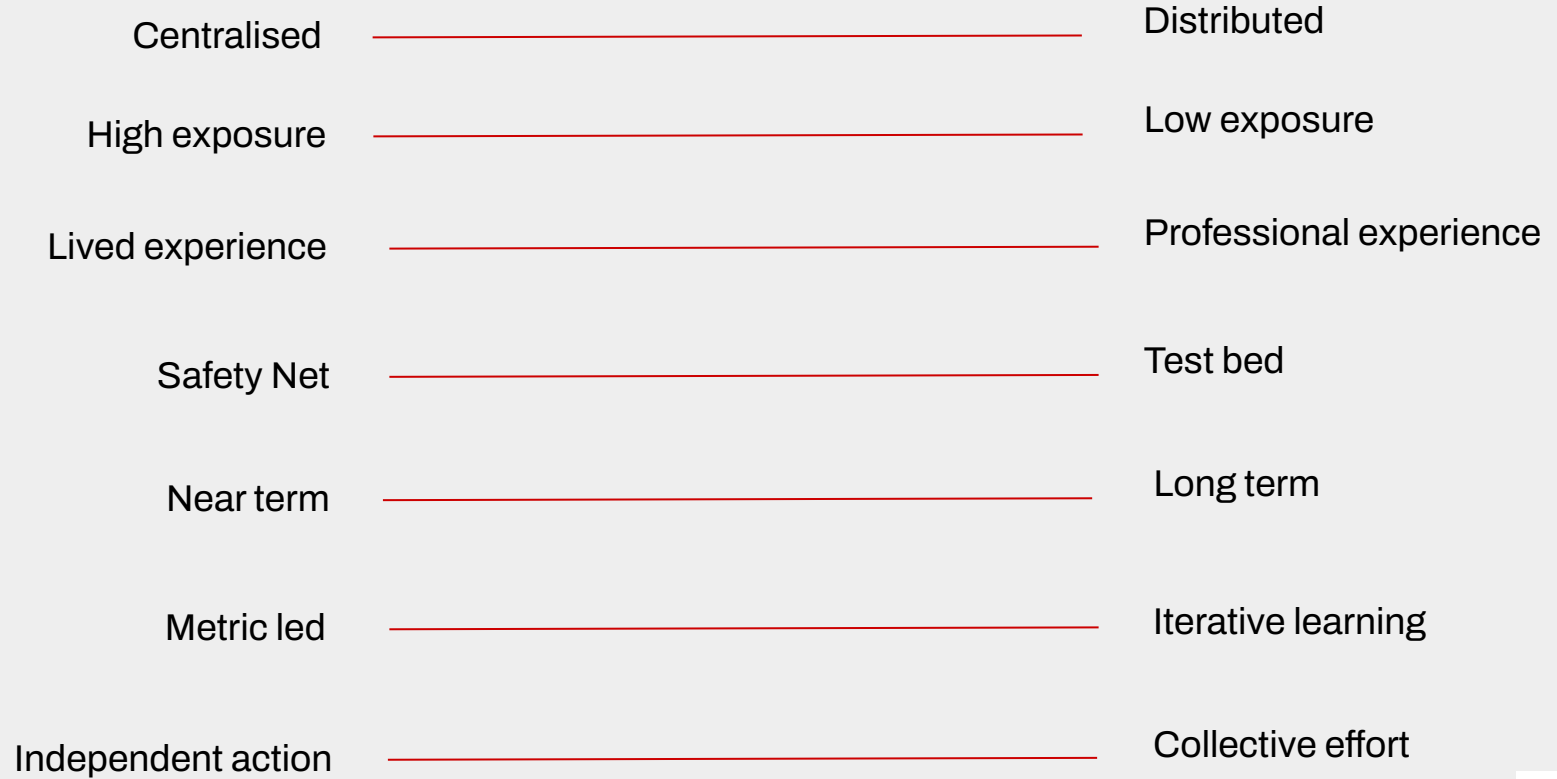 Centralised
Distributed
High exposure
Low exposure
Lived experience
Professional experience
Safety Net
Test bed
Near term
Long term
Metric led
Iterative learning
Independent action
Collective effort